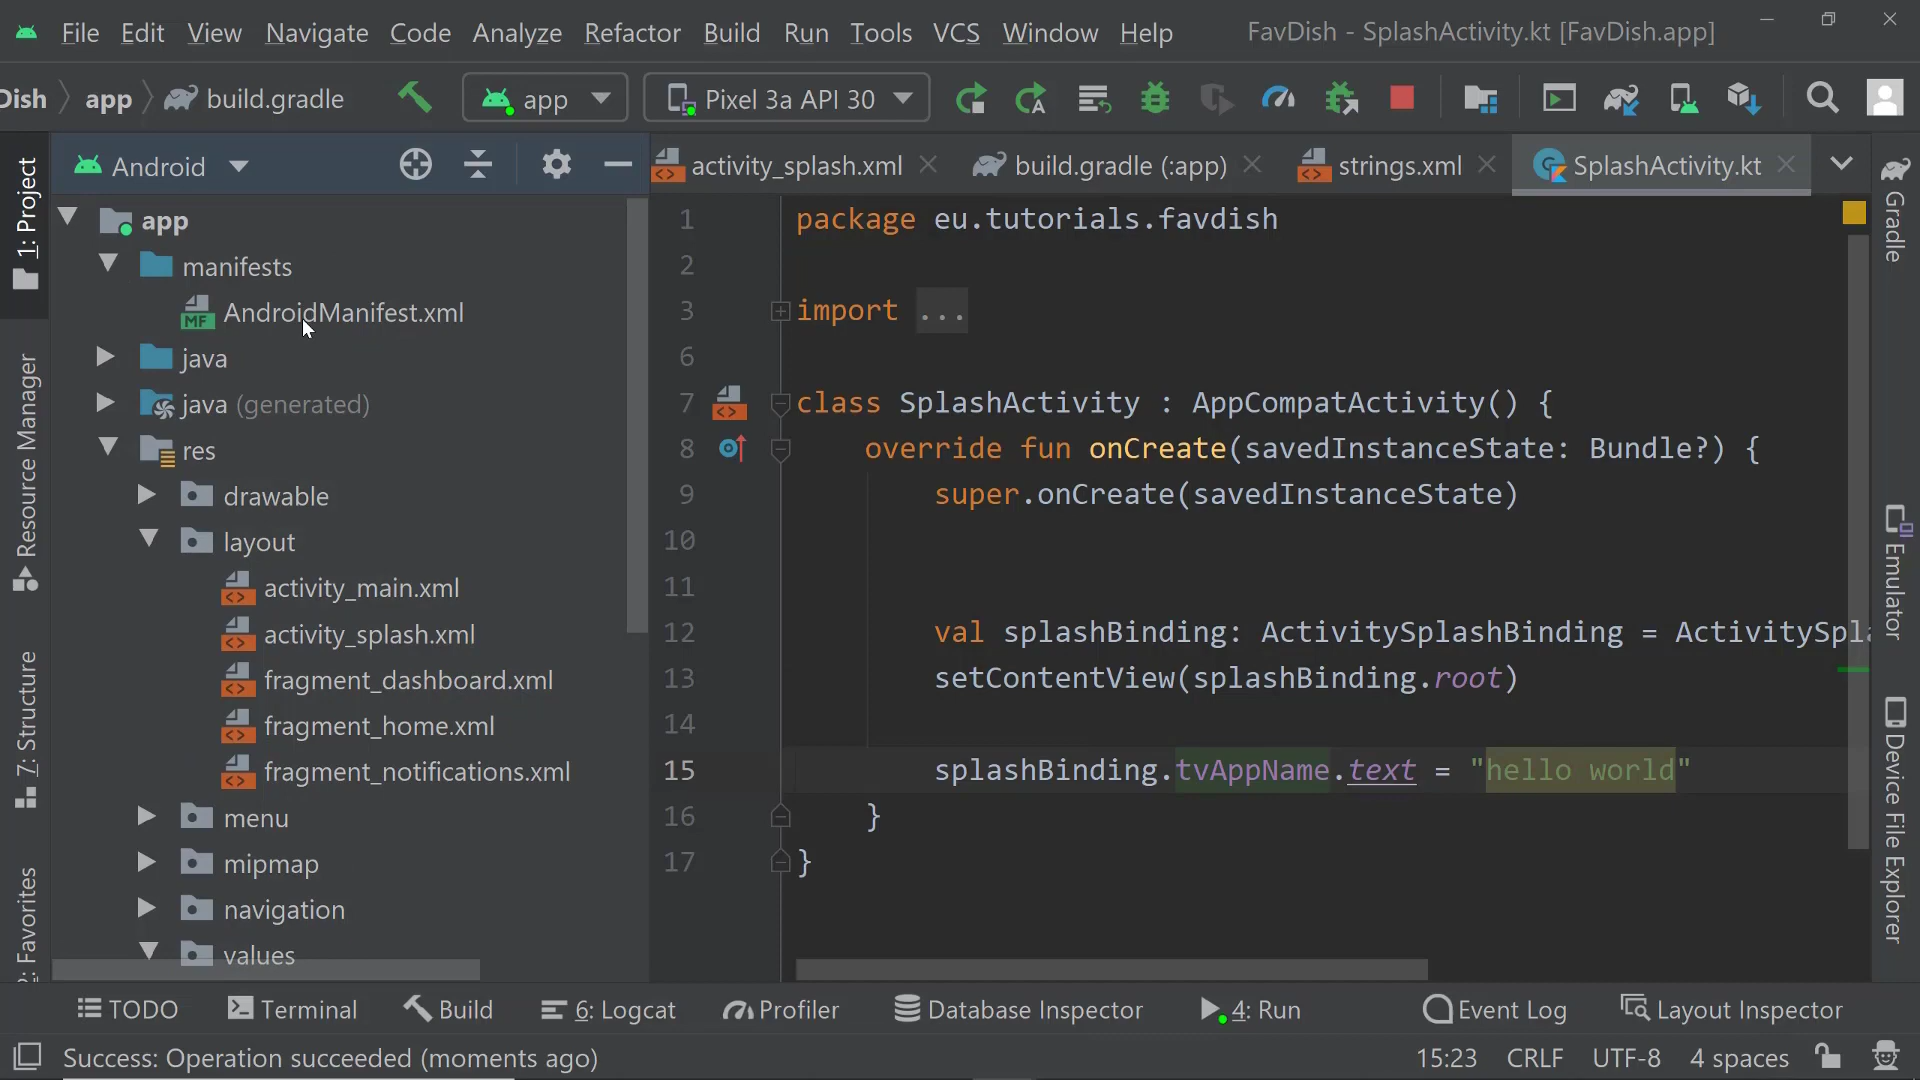 File Edit View Navigate Code Analyze Refactor Build Run Tools VCS Window Help FavDish - SplashActivity.kt [FavDish.app]
Dish app build.gradle app Pixel 3a API 30
Android activity_splash.xml build.gradle (:app) strings.xml SplashActivity.kt
1: Project
Resource Manager
7: Structure
2: Favorites
app
manifests
MF AndroidManifest.xml
java
java (generated)
res
drawable
layout
activity_main.xml
activity_splash.xml
fragment_dashboard.xml
fragment_home.xml
fragment_notifications.xml
menu
mipmap
navigation
values
1 package eu.tutorials.favdish
2
3 import ...
6
7 class SplashActivity : AppCompatActivity() {
8 override fun onCreate(savedInstanceState: Bundle?) {
9 super.onCreate(savedInstanceState)
10
11
12 val splashBinding: ActivitySplashBinding = ActivitySpla
13 setContentView(splashBinding.root)
14
15 splashBinding.tvAppName.text = "hello world"
16 }
17 }
Gradle
Emulator
Device File Explorer
TODO Terminal Build 6: Logcat Profiler Database Inspector 4: Run Event Log Layout Inspector
Success: Operation succeeded (moments ago) 15:23 CRLF UTF-8 4 spaces